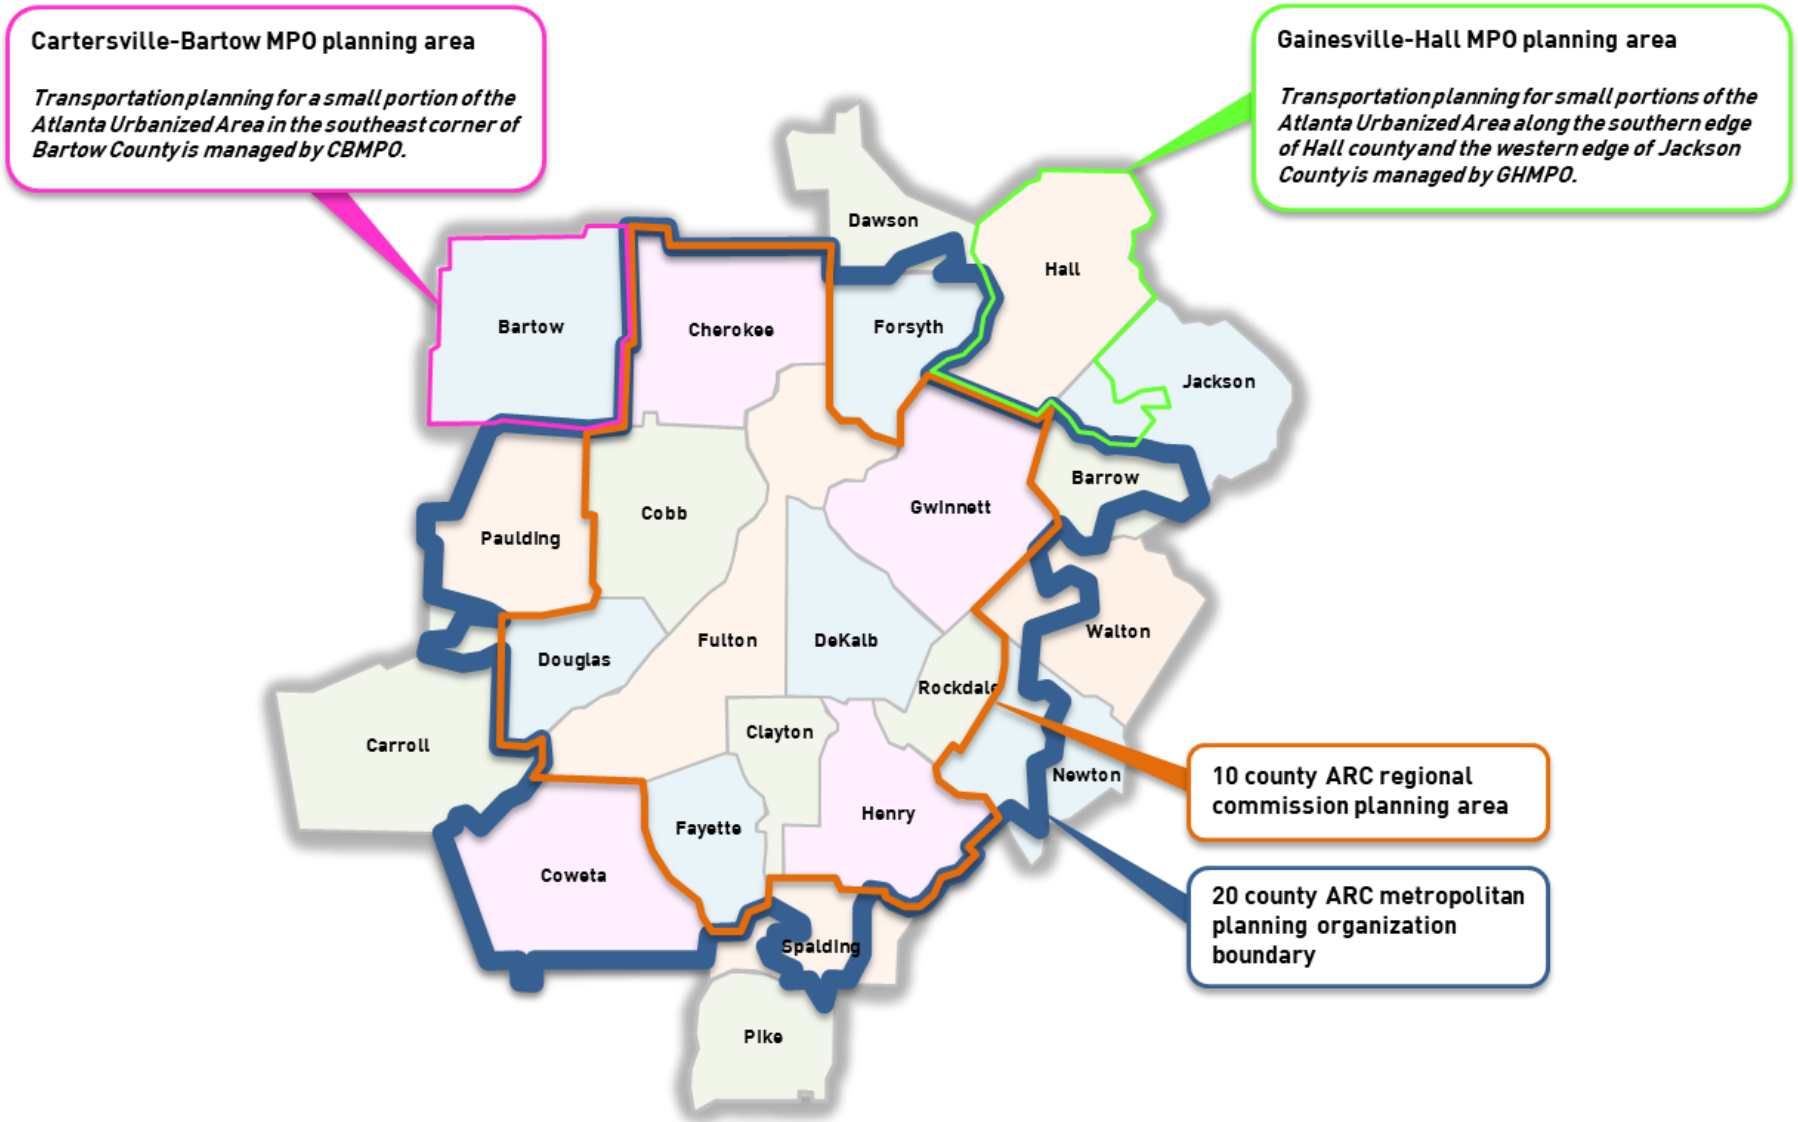 Cartersville-Bartow MPO planning area
Transportation planning for a small portion of the
Atlanta Urbanized Area in the southeast corner of
Bartow County is managed by CBMPO.
Gainesville-Hall MPO planning area
Transportation planning for small portions of the
Atlanta Urbanized Area along the southern edge
of Hall county and the western edge of Jackson
County is managed by GHMPO.
Dawson
Hall
Bartow
Cherokee
Forsyth
Jackson
Barrow
Cobb
Gwinnett
Paulding
Walton
Fulton
DeKalb
Douglas
Rockdale
Carroll
Clayton
Newton
10 county ARC regional
commission planning area
Henry
Fayette
Coweta
20 county ARC metropolitan
planning organization
boundary
Spalding
Pike